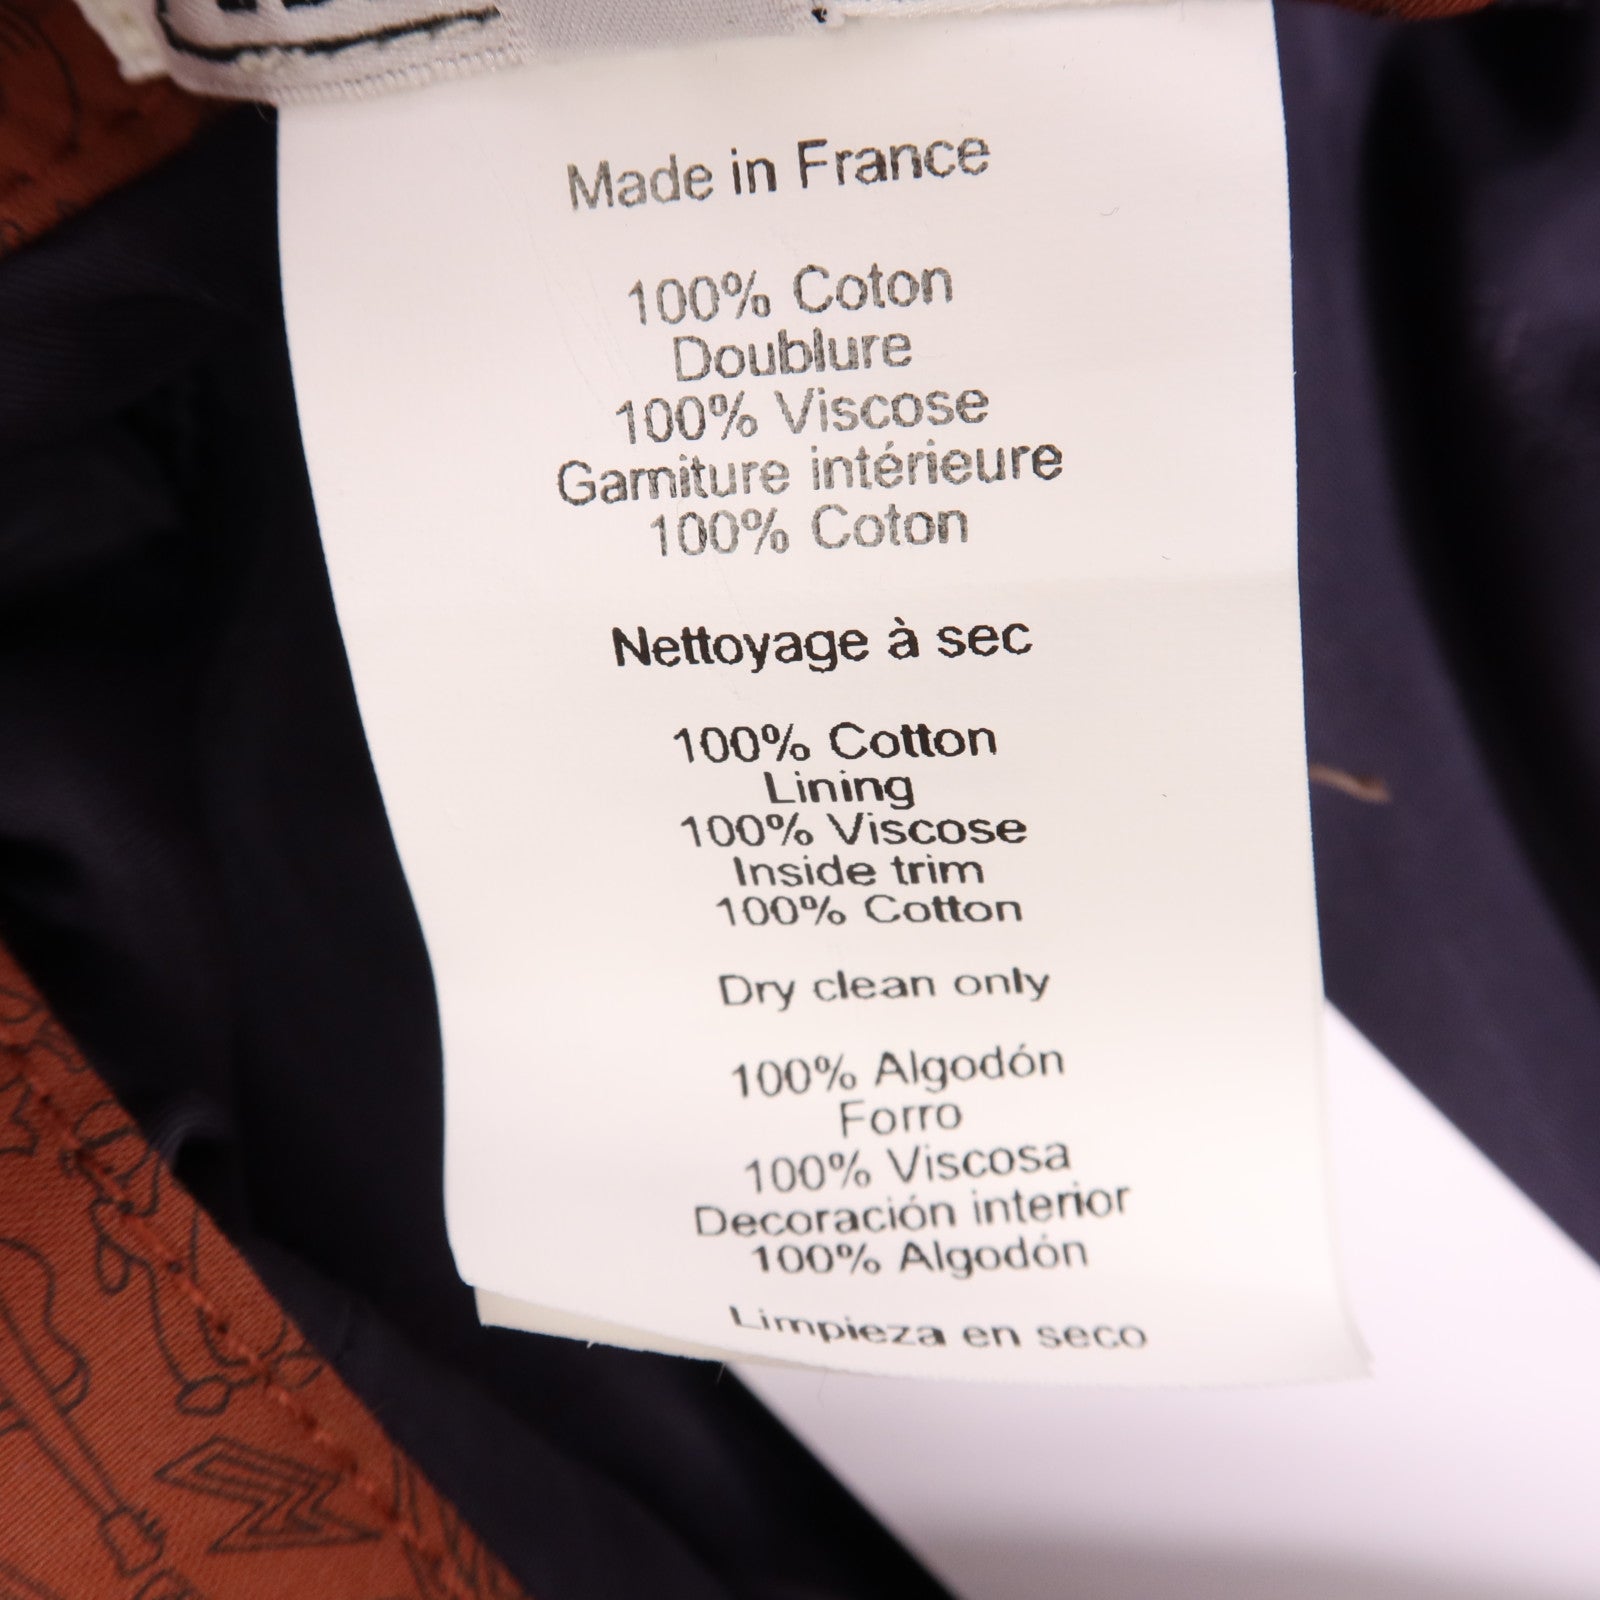 Made in France
100% Coton
Doublure
100% Viscose
Garniture intérieure
100% Coton
Nettoyage à sec
100% Cotton
Lining
100% Viscose
Inside trim
100% Cotton
Dry clean only
100% Algodón
Forro
100% Viscosa
Decoración interior
100% Algodón
Limpieza en seco